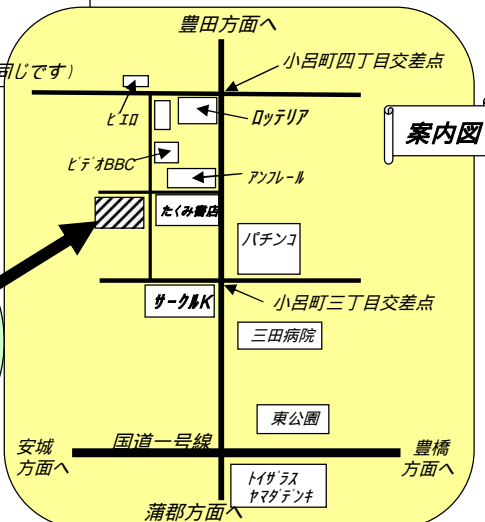 豊田方面へ
同じです）
小呂町四丁目交差点
ピエロ
ロッテリア
案内図
ビデオBBC
アンフレール
たくみ書店
パチンコ
サークルK
小呂町三丁目交差点
三田病院
東公園
安城
方面へ
国道一号線
豊橋
方面へ
トイザラス
ヤマダデンキ
蒲郡方面へ